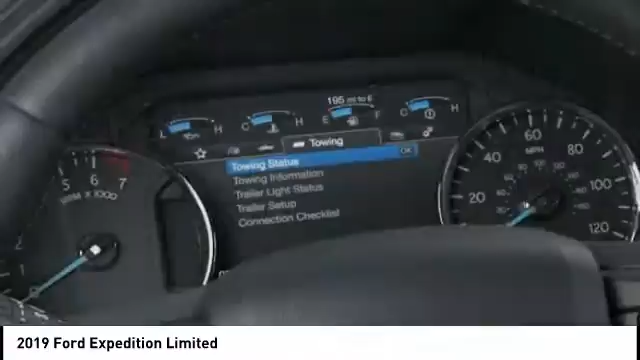 195 mi to E
L H C H E F C H
Towing
Towing Status OK
Towing Information
Trailer Light Status
Trailer Setup
Connection Checklist
5 6 7
RPM X 1000
1
20 40 60 80 100 120
MPH
2019 Ford Expedition Limited